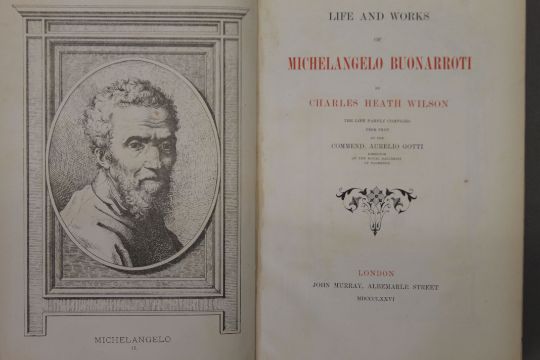 MICHELANGELO
LIFE AND WORKS
OF
MICHELANGELO BUONARROTI
BY
CHARLES HEATH WILSON
THE LIFE PARTLY COMPILED
FROM THAT
BY THE
COMMEND. AURELIO GOTTI
DIRECTOR
OF THE ROYAL GALLERIES
OF FLORENCE
LONDON
JOHN MURRAY, ALBEMARLE STREET
MDCCCLXXVI